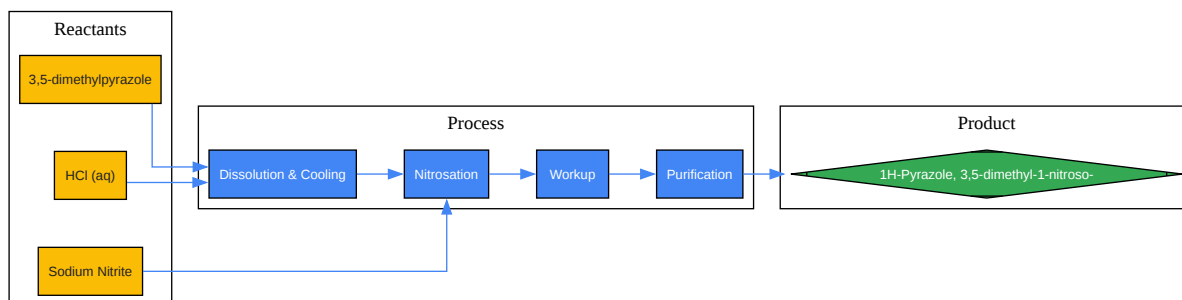 Reactants
3,5-dimethylpyrazole
HCl (aq)
Sodium Nitrite
Process
Dissolution & Cooling
Nitrosation
Workup
Purification
Product
1H-Pyrazole, 3,5-dimethyl-1-nitroso-